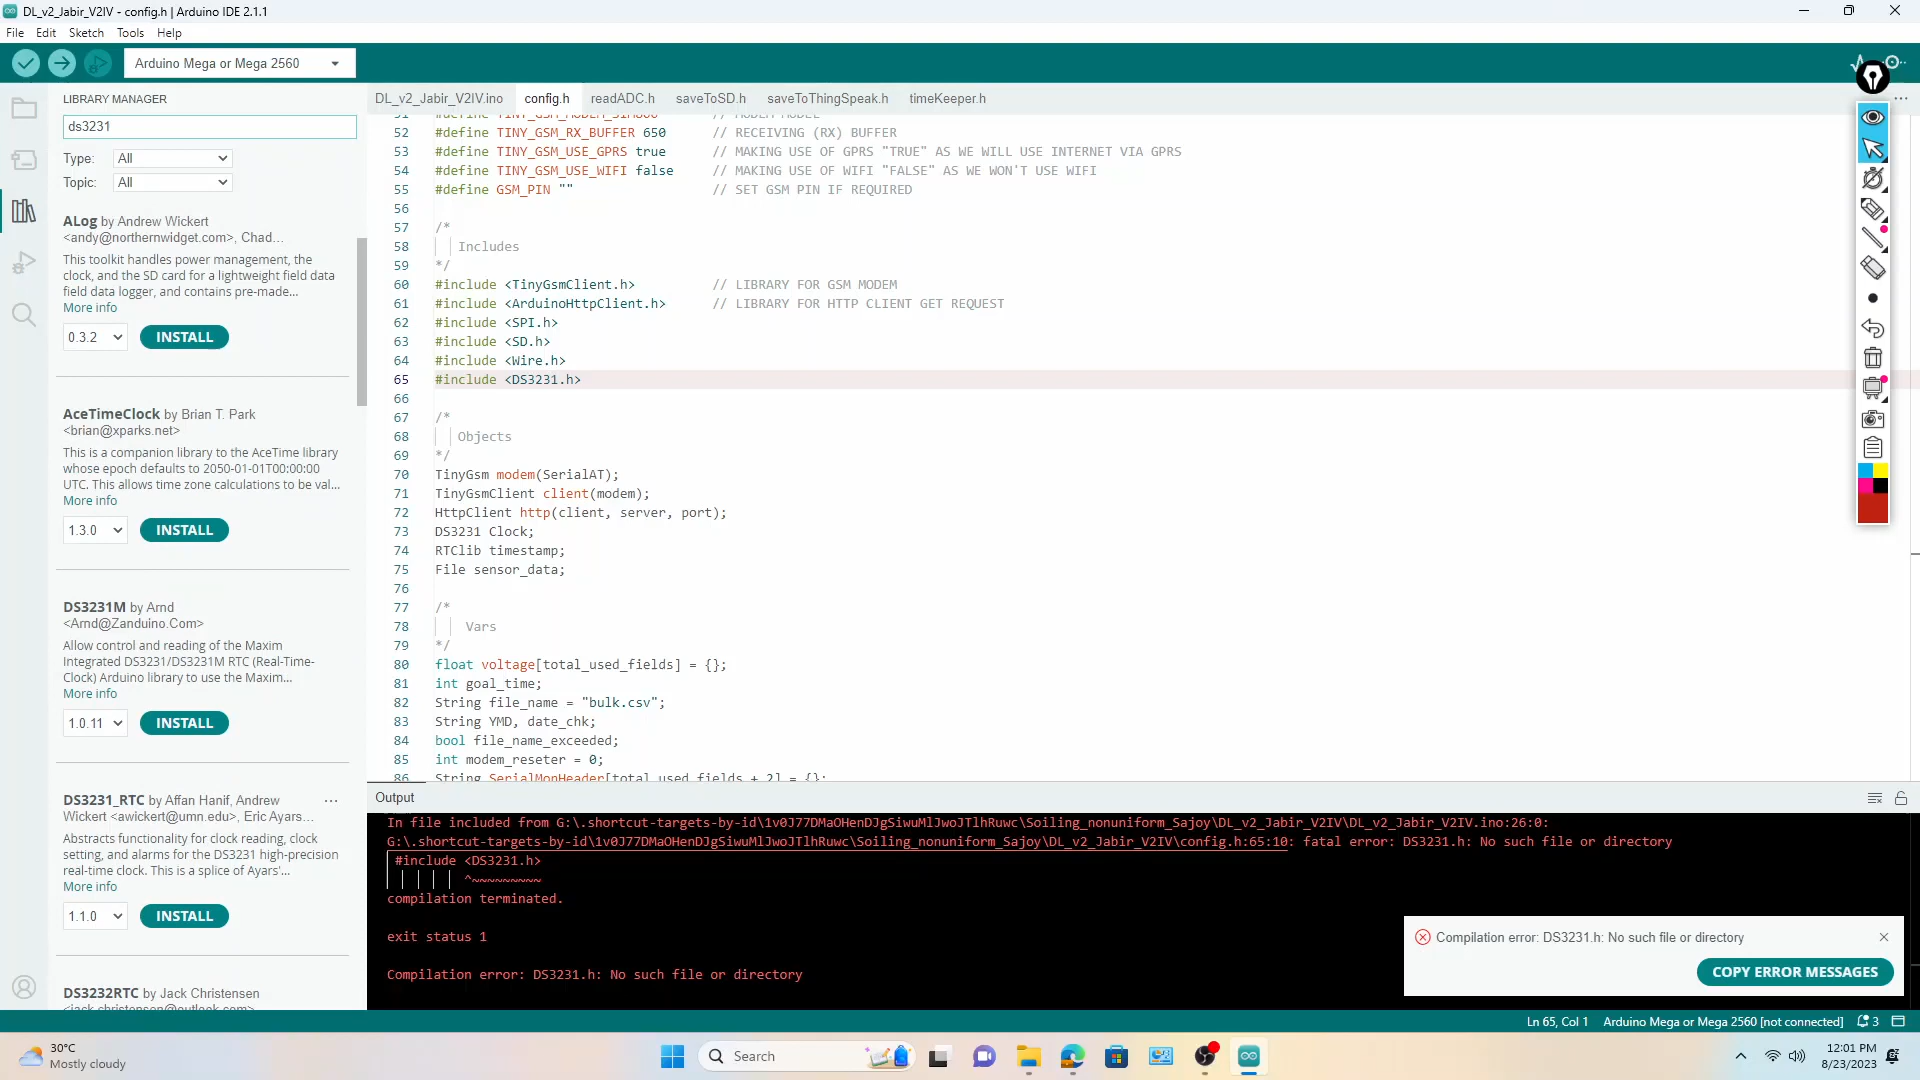 DL_v2_Jabir_V2IV - config.h | Arduino IDE 2.1.1
File Edit Sketch Tools Help
Arduino Mega or Mega 2560
LIBRARY MANAGER
ds3231
Type: All
Topic: All
ALog by Andrew Wickert
<andy@northernwidget.com>, Chad...
This toolkit handles power management, the
clock, and the SD card for a lightweight field data
field data logger, and contains pre-made...
More info
0.3.2 INSTALL
AceTimeClock by Brian T. Park
<brian@xparks.net>
This is a companion library to the AceTime library
whose epoch defaults to 2050-01-01T00:00:00
UTC. This allows time zone calculations to be val...
More info
1.3.0 INSTALL
DS3231M by Arnd
<Arnd@Zanduino.Com>
Allow control and reading of the Maxim
Integrated DS3231/DS3231M RTC (Real-Time-
Clock) Arduino library to use the Maxim...
More info
1.0.11 INSTALL
DS3231_RTC by Affan Hanif, Andrew ...
Wickert <awickert@umn.edu>, Eric Ayars...
Abstracts functionality for clock reading, clock
setting, and alarms for the DS3231 high-precision
real-time clock. This is a splice of Ayars'...
More info
1.1.0 INSTALL
DS3232RTC by Jack Christensen
<jack.christensen@outlook.com>
DL_v2_Jabir_V2IV.ino config.h readADC.h saveToSD.h saveToThingSpeak.h timeKeeper.h
51 #define TINY_GSM_MODEM_SIM800 // MODEM MODEL
52 #define TINY_GSM_RX_BUFFER 650 // RECEIVING (RX) BUFFER
53 #define TINY_GSM_USE_GPRS true // MAKING USE OF GPRS "TRUE" AS WE WILL USE INTERNET VIA GPRS
54 #define TINY_GSM_USE_WIFI false // MAKING USE OF WIFI "FALSE" AS WE WON'T USE WIFI
55 #define GSM_PIN "" // SET GSM PIN IF REQUIRED
56
57 /*
58 Includes
59 */
60 #include <TinyGsmClient.h> // LIBRARY FOR GSM MODEM
61 #include <ArduinoHttpClient.h> // LIBRARY FOR HTTP CLIENT GET REQUEST
62 #include <SPI.h>
63 #include <SD.h>
64 #include <Wire.h>
65 #include <DS3231.h>
66
67 /*
68 Objects
69 */
70 TinyGsm modem(SerialAT);
71 TinyGsmClient client(modem);
72 HttpClient http(client, server, port);
73 DS3231 Clock;
74 RTClib timestamp;
75 File sensor_data;
76
77 /*
78 Vars
79 */
80 float voltage[total_used_fields] = {};
81 int goal_time;
82 String file_name = "bulk.csv";
83 String YMD, date_chk;
84 bool file_name_exceeded;
85 int modem_reseter = 0;
86 String SerialMonHeader[total_used_fields + 2] = {};
Output
In file included from G:\.shortcut-targets-by-id\1v0J77DMaOHenDJgSiwuMlJwoJTlhRuwc\Soiling_nonuniform_Sajoy\DL_v2_Jabir_V2IV\DL_v2_Jabir_V2IV.ino:26:0:
G:\.shortcut-targets-by-id\1v0J77DMaOHenDJgSiwuMlJwoJTlhRuwc\Soiling_nonuniform_Sajoy\DL_v2_Jabir_V2IV\config.h:65:10: fatal error: DS3231.h: No such file or directory
#include <DS3231.h>
^~~~~~~~~~
compilation terminated.
exit status 1
Compilation error: DS3231.h: No such file or directory
Compilation error: DS3231.h: No such file or directory
COPY ERROR MESSAGES
Ln 65, Col 1 Arduino Mega or Mega 2560 [not connected] 3
30°C
Mostly cloudy
Search
12:01 PM
8/23/2023